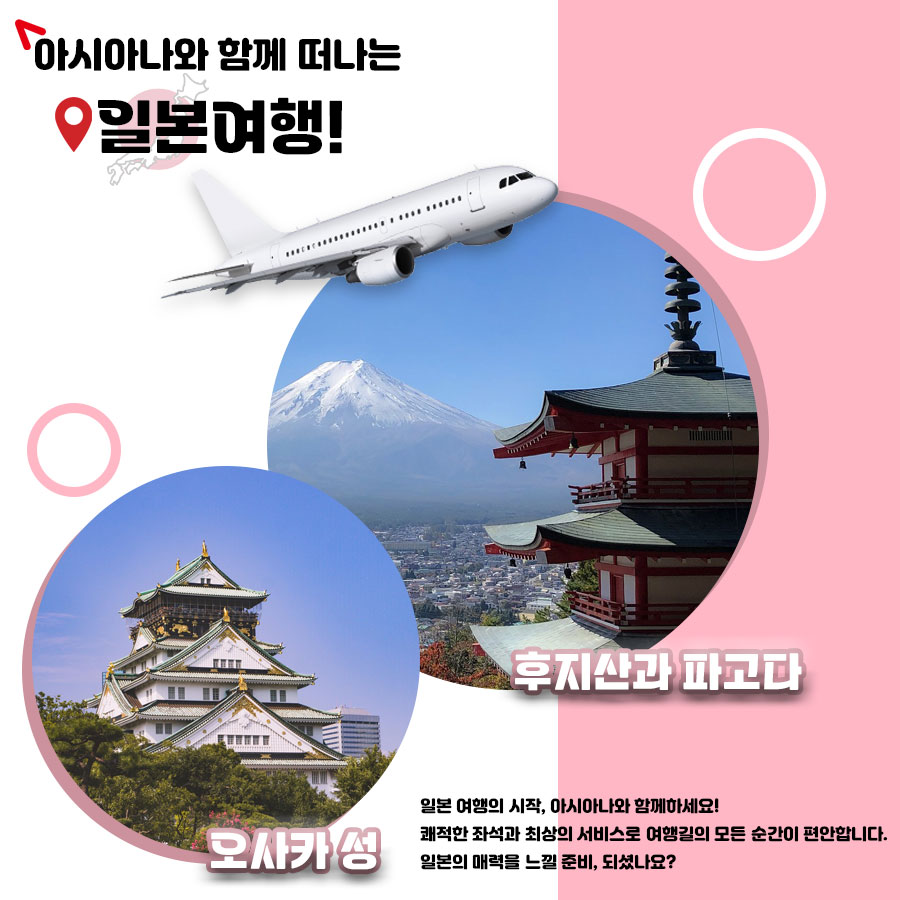 아시아나와 함께 떠나는
일본여행!
후지산과 파고다
오사카 성
일본 여행의 시작, 아시아나와 함께하세요!
쾌적한 좌석과 최상의 서비스로 여행길의 모든 순간이 편안합니다.
일본의 매력을 느낄 준비, 되셨나요?